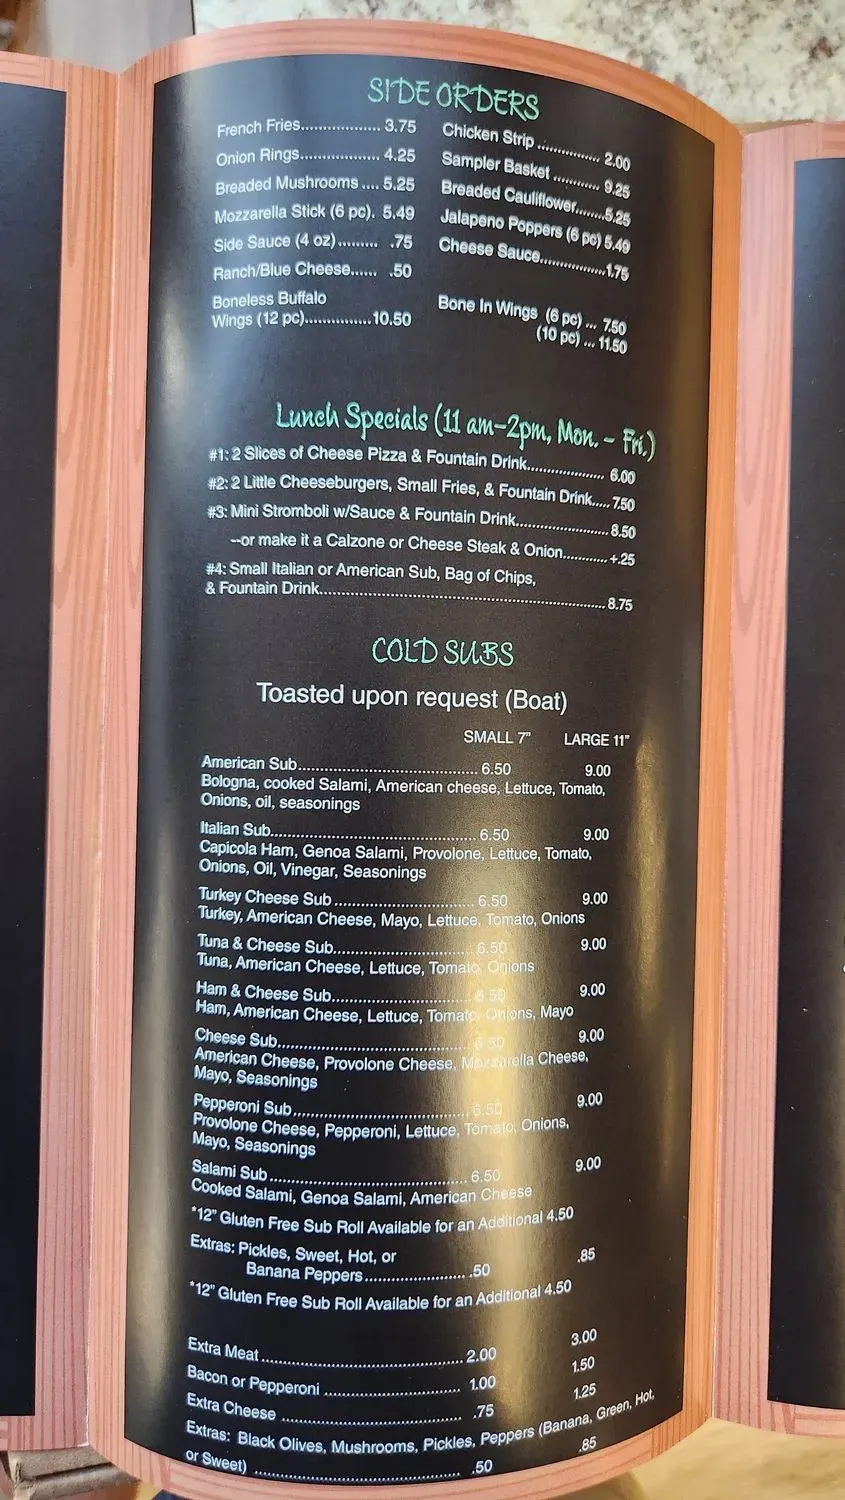 SIDE ORDERS
French Fries.................. 3.75
Onion Rings................... 4.25
Breaded Mushrooms .... 5.25
Mozzarella Stick (6 pc). 5.49
Side Sauce (4 oz)......... .75
Ranch/Blue Cheese...... .50
Boneless Buffalo
Wings (12 pc)...............10.50
Chicken Strip .............. 2.00
Sampler Basket ........... 9.25
Breaded Cauliflower.......5.25
Jalapeno Poppers (6 pc) 5.49
Cheese Sauce................1.75
Bone In Wings (6 pc) ... 7.50
(10 pc) ... 11.50
Lunch Specials (11 am-2pm, Mon. - Fri.)
#1: 2 Slices of Cheese Pizza & Fountain Drink................... 6.00
#2: 2 Little Cheeseburgers, Small Fries, & Fountain Drink..... 7.50
#3: Mini Stromboli w/Sauce & Fountain Drink.......................8.50
--or make it a Calzone or Cheese Steak & Onion...........+.25
#4: Small Italian or American Sub, Bag of Chips,
& Fountain Drink..................................................................8.75
COLD SUBS
Toasted upon request (Boat)
SMALL 7" LARGE 11"
American Sub............................................ 6.50 9.00
Bologna, cooked Salami, American cheese, Lettuce, Tomato,
Onions, oil, seasonings
Italian Sub.................................................. 6.50 9.00
Capicola Ham, Genoa Salami, Provolone, Lettuce, Tomato,
Onions, Oil, Vinegar, Seasonings
Turkey Cheese Sub................................... 6.50 9.00
Turkey, American Cheese, Mayo, Lettuce, Tomato, Onions
Tuna & Cheese Sub.................................. 6.50 9.00
Tuna, American Cheese, Lettuce, Tomato, Onions
Ham & Cheese Sub.................................. 6.50 9.00
Ham, American Cheese, Lettuce, Tomato, Onions, Mayo
Cheese Sub............................................... 6.50 9.00
American Cheese, Provolone Cheese, Mozzarella Cheese,
Mayo, Seasonings
Pepperoni Sub...........................................6.50 9.00
Provolone Cheese, Pepperoni, Lettuce, Tomato, Onions,
Mayo, Seasonings
Salami Sub................................................ 6.50 9.00
Cooked Salami, Genoa Salami, American Cheese
*12" Gluten Free Sub Roll Available for an Additional 4.50
Extras: Pickles, Sweet, Hot, or
Banana Peppers.........................50 .85
*12" Gluten Free Sub Roll Available for an Additional 4.50
Extra Meat................................................. 2.00 3.00
Bacon or Pepperoni ................................. 1.00 1.50
Extra Cheese ............................................ .75 1.25
Extras: Black Olives, Mushrooms, Pickles, Peppers (Banana, Green, Hot,
or Sweet) .................................................. .50 .85